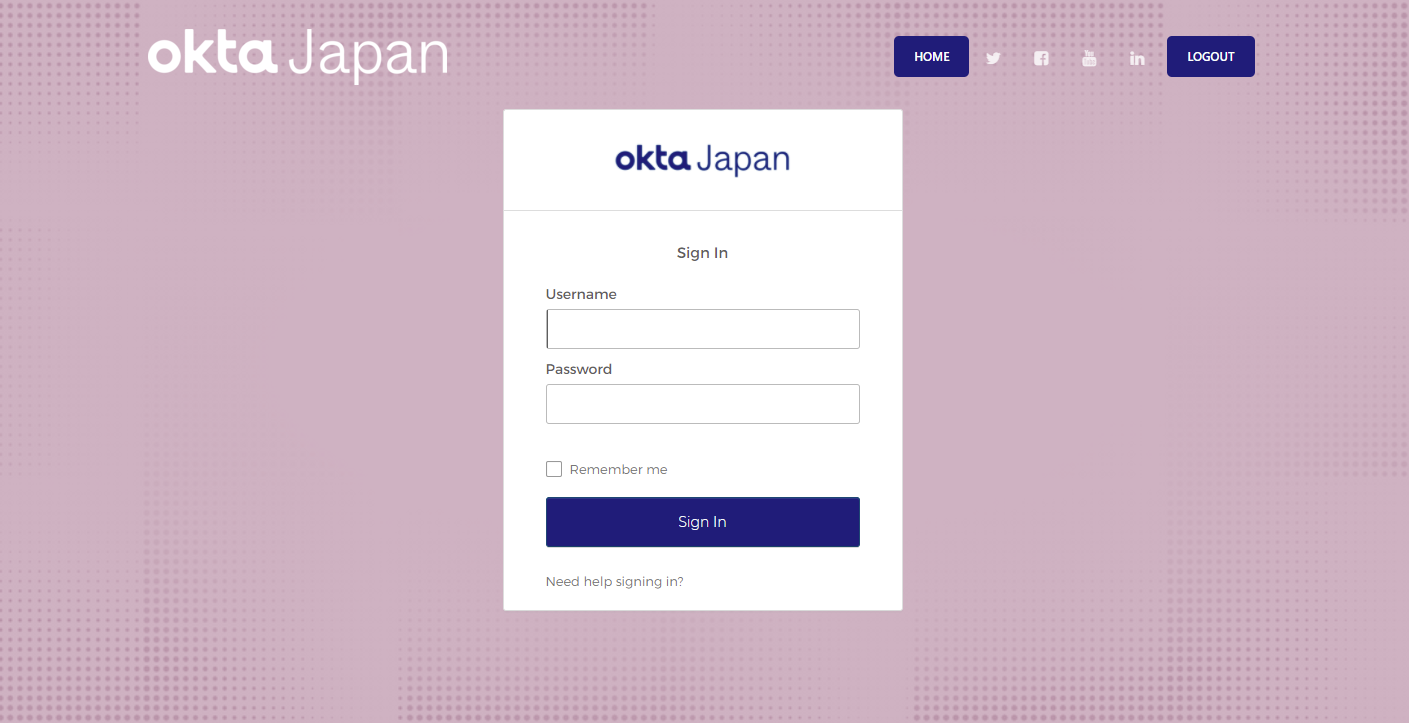 okta Japan
HOME
LOGOUT
okta Japan
Sign In
Username
Password
Remember me
Sign In
Need help signing in?